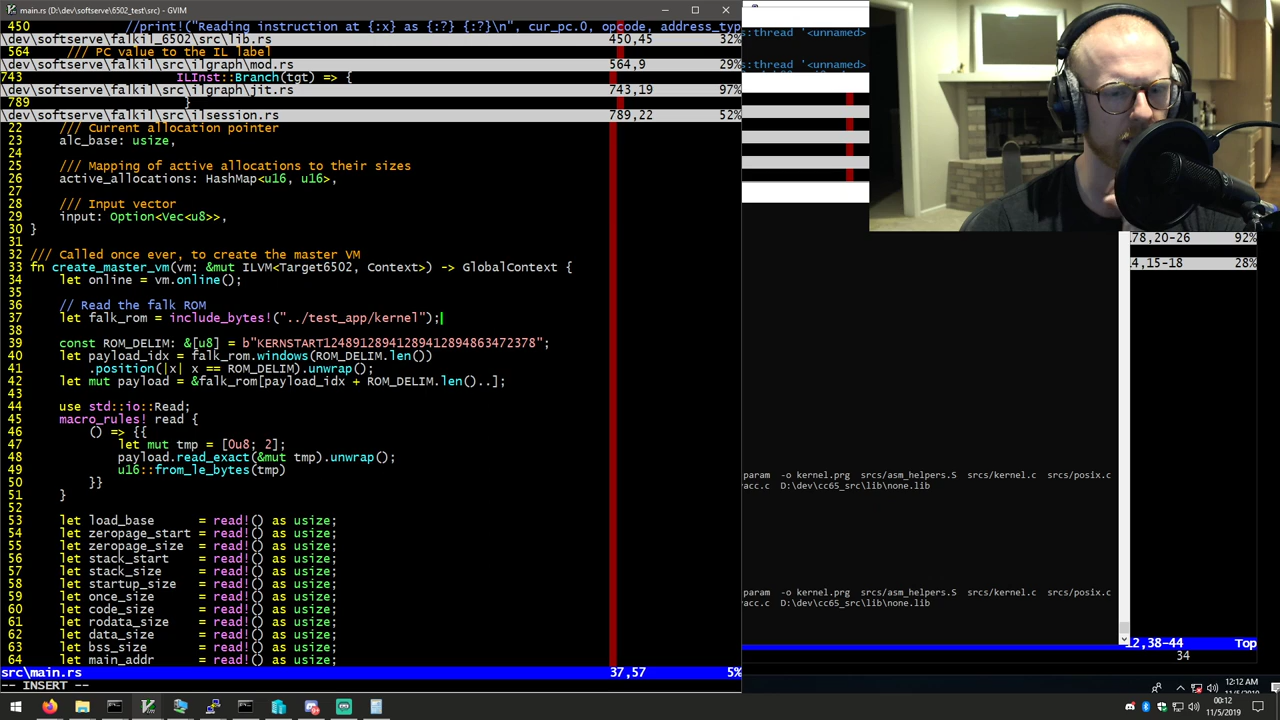 main.rs (D:\dev\softserve\6502_test\src) - GVIM
450 //print!("Reading instruction at {:x} as {:?} {:?}\n", cur_pc.0, opcode, address_typ
\dev\softserve\falkil_6502\src\lib.rs 450,45 32%
564 /// PC value to the IL label
\dev\softserve\falkil\src\ilgraph\mod.rs 564,9 29%
743 ILInst::Branch(tgt) => {
\dev\softserve\falkil\src\ilgraph\jit.rs 743,19 97%
789 }
\dev\softserve\falkil\src\ilsession.rs 789,22 52%
22 /// Current allocation pointer
23 alc_base: usize,
24
25 /// Mapping of active allocations to their sizes
26 active_allocations: HashMap<u16, u16>,
27
28 /// Input vector
29 input: Option<Vec<u8>>,
30 }
31
32 /// Called once ever, to create the master VM
33 fn create_master_vm(vm: &mut ILVM<Target6502, Context>) -> GlobalContext {
34 let online = vm.online();
35
36 // Read the falk ROM
37 let falk_rom = include_bytes!("../test_app/kernel");
38
39 const ROM_DELIM: &[u8] = b"KERNSTART12489128941289412894863472378";
40 let payload_idx = falk_rom.windows(ROM_DELIM.len())
41 .position(|x| x == ROM_DELIM).unwrap();
42 let mut payload = &falk_rom[payload_idx + ROM_DELIM.len()..];
43
44 use std::io::Read;
45 macro_rules! read {
46 () => {{
47 let mut tmp = [0u8; 2];
48 payload.read_exact(&mut tmp).unwrap();
49 u16::from_le_bytes(tmp)
50 }}
51 }
52
53 let load_base = read!() as usize;
54 let zeropage_start = read!() as usize;
55 let zeropage_size = read!() as usize;
56 let stack_start = read!() as usize;
57 let stack_size = read!() as usize;
58 let startup_size = read!() as usize;
59 let once_size = read!() as usize;
60 let code_size = read!() as usize;
61 let rodata_size = read!() as usize;
62 let data_size = read!() as usize;
63 let bss_size = read!() as usize;
64 let main_addr = read!() as usize;
src\main.rs 37,57 5%
-- INSERT --
s:thread '<unnamed>
s:thread '<unnamed>
178,20-26 92%
4,15-18 28%
param -o kernel.prg srcs/asm_helpers.S srcs/kernel.c srcs/posix.c
yacc.c D:\dev\cc65_src\lib\none.lib
param -o kernel.prg srcs/asm_helpers.S srcs/kernel.c srcs/posix.c
yacc.c D:\dev\cc65_src\lib\none.lib
12,38-44 Top
34
12:12 AM
11/5/2019
00:12
11/5/2019